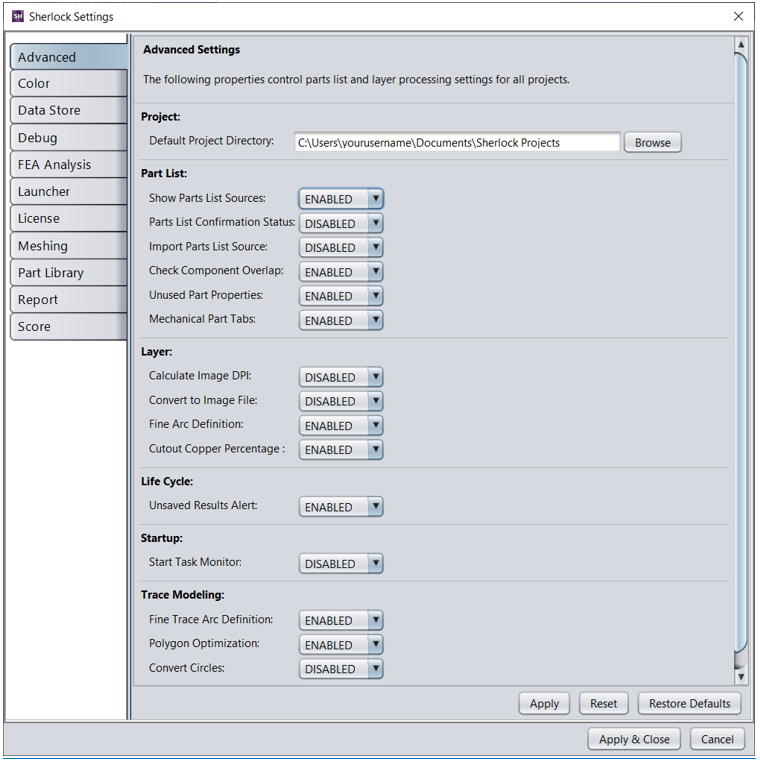 SH Sherlock Settings
Advanced
Color
Data Store
Debug
FEA Analysis
Launcher
License
Meshing
Part Library
Report
Score
Advanced Settings
The following properties control parts list and layer processing settings for all projects.
Project:
Default Project Directory: C:\Users\yourusername\Documents\Sherlock Projects Browse
Part List:
Show Parts List Sources: ENABLED
Parts List Confirmation Status: DISABLED
Import Parts List Source: DISABLED
Check Component Overlap: ENABLED
Unused Part Properties: ENABLED
Mechanical Part Tabs: ENABLED
Layer:
Calculate Image DPI: DISABLED
Convert to Image File: DISABLED
Fine Arc Definition: ENABLED
Cutout Copper Percentage : ENABLED
Life Cycle:
Unsaved Results Alert: ENABLED
Startup:
Start Task Monitor: DISABLED
Trace Modeling:
Fine Trace Arc Definition: ENABLED
Polygon Optimization: ENABLED
Convert Circles: DISABLED
Apply Reset Restore Defaults
Apply & Close Cancel